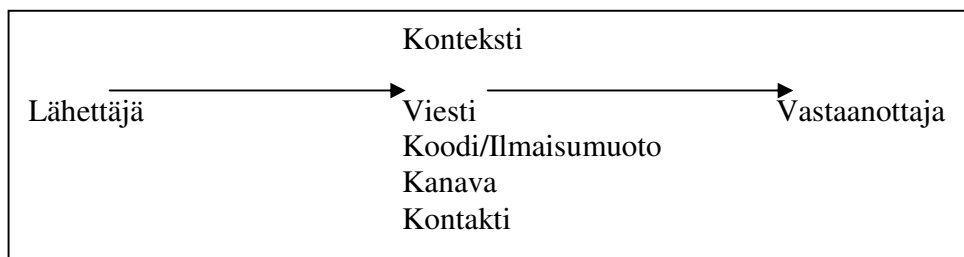 Konteksti
Lähettäjä Viesti Vastaanottaja
Koodi/Ilmaisumuoto
Kanava
Kontakti